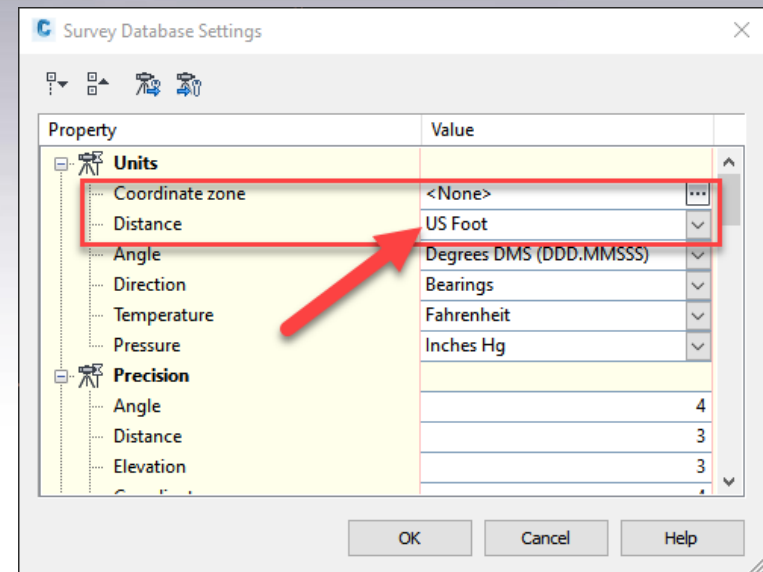 Survey Database Settings
Property Value
Units
Coordinate zone <None> ...
Distance US Foot
Angle Degrees DMS (DDD.MMSSS)
Direction Bearings
Temperature Fahrenheit
Pressure Inches Hg
Precision
Angle 4
Distance 3
Elevation 3
OK Cancel Help